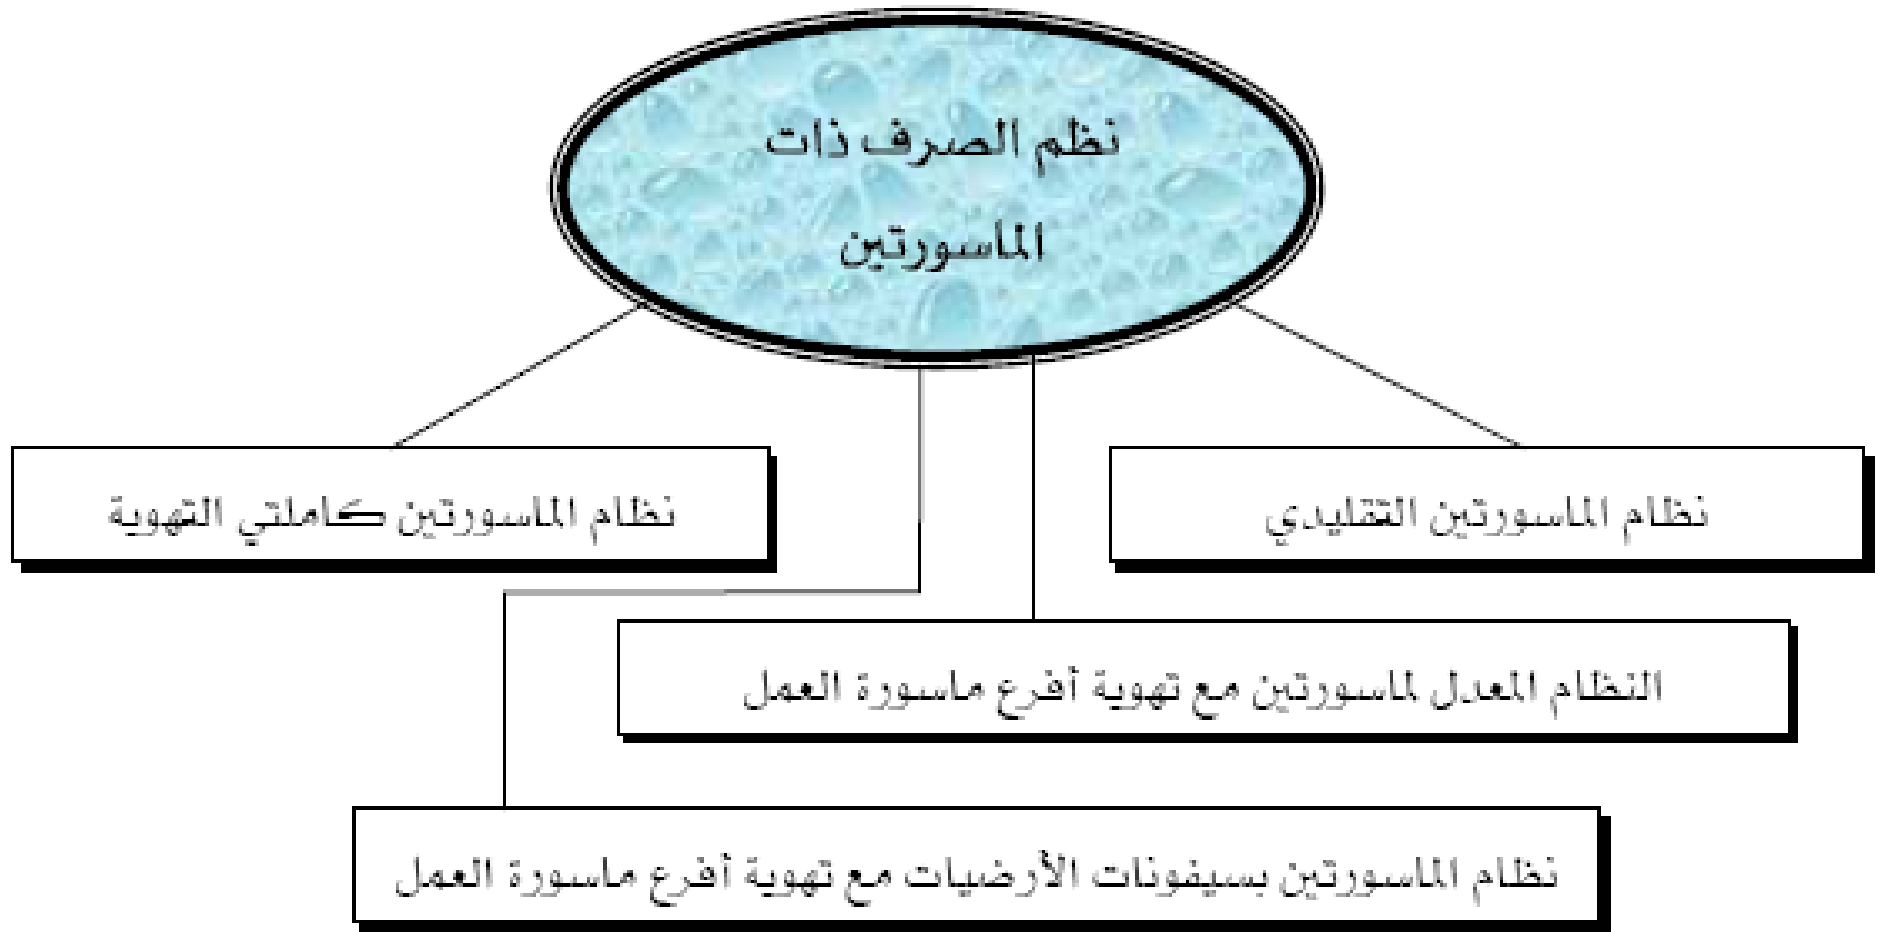 نظم الصرف ذات
الماسورتين
نظام الماسورتين التقليدي
نظام الماسورتين كاملتي التهوية
النظام المعدل لماسورتين مع تهوية أفرع ماسورة العمل
نظام الماسورتين بسيفونات الأرضيات مع تهوية أفرع ماسورة العمل